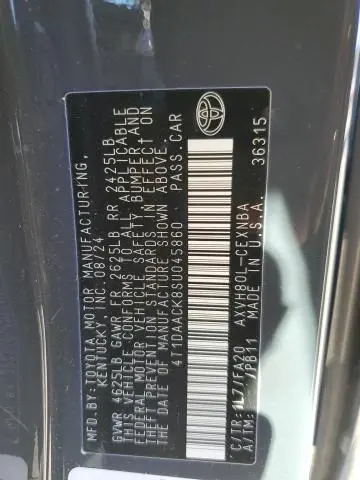 MFD.BY:TOYOTA MOTOR MANUFACTURING,
KENTUCKY, INC. 08/24
GVWR 4625LB GAWR FR 2625LB RR 2425LB
THIS VEHICLE CONFORMS TO ALL APPLICABLE
FEDERAL MOTOR VEHICLE SAFETY, BUMPER, AND
THEFT PREVENTION STANDARDS IN EFFECT ON
THE DATE OF MANUFACTURE SHOWN ABOVE.
4T1DAACK8SU045860 PASS.CAR
C/TR:1L7/FA20 AXVH80L-CEXNBA
A/TM: /PB11 MADE IN U.S.A. 36315